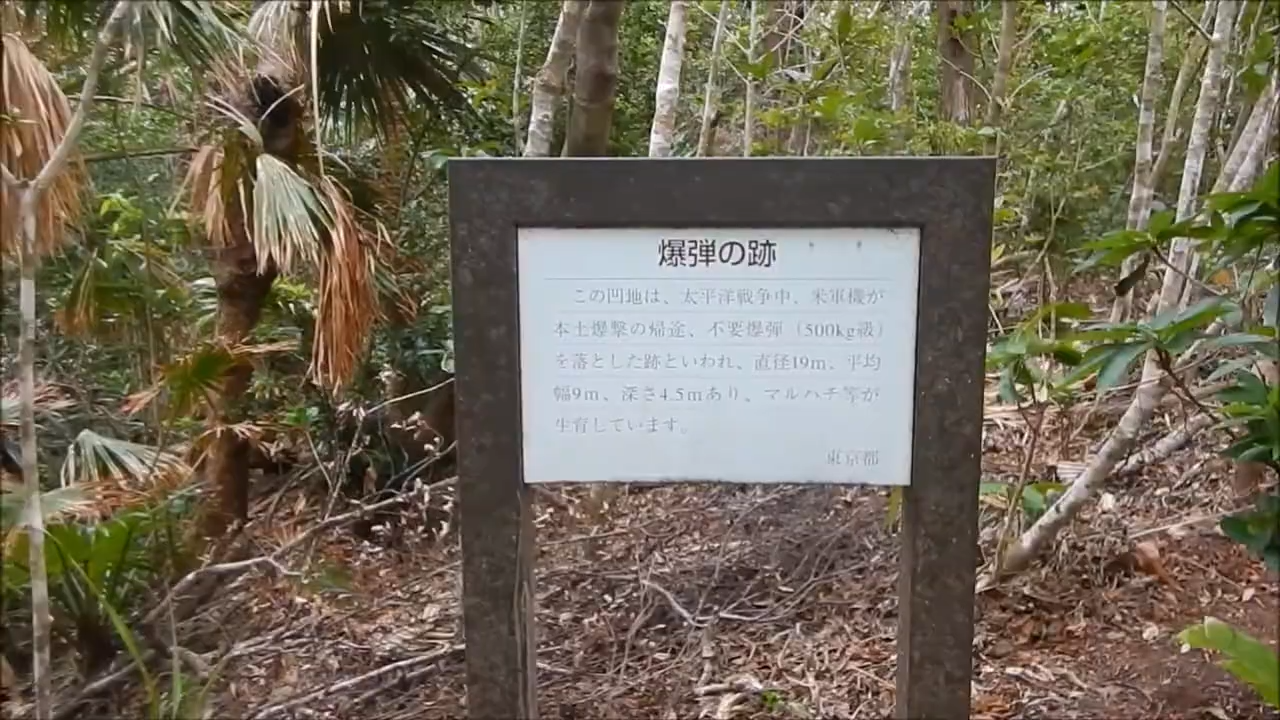 爆弾の跡
この凹地は、太平洋戦争中、米軍機が
本土爆撃の帰途、不要爆弾（500kg級）
を落とした跡といわれ、直径19m、平均
幅9m、深さ4.5mあり、マルハチ等が
生育しています。
東京都